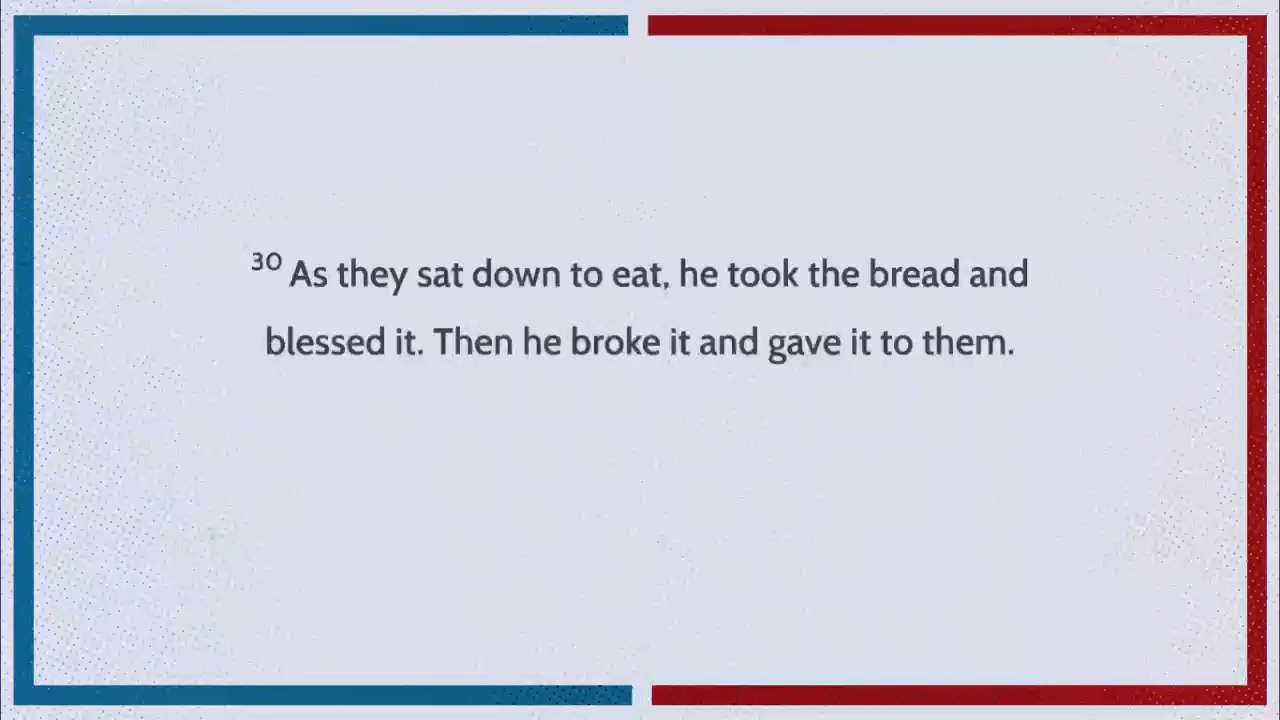 30 As they sat down to eat, he took the bread and
blessed it. Then he broke it and gave it to them.